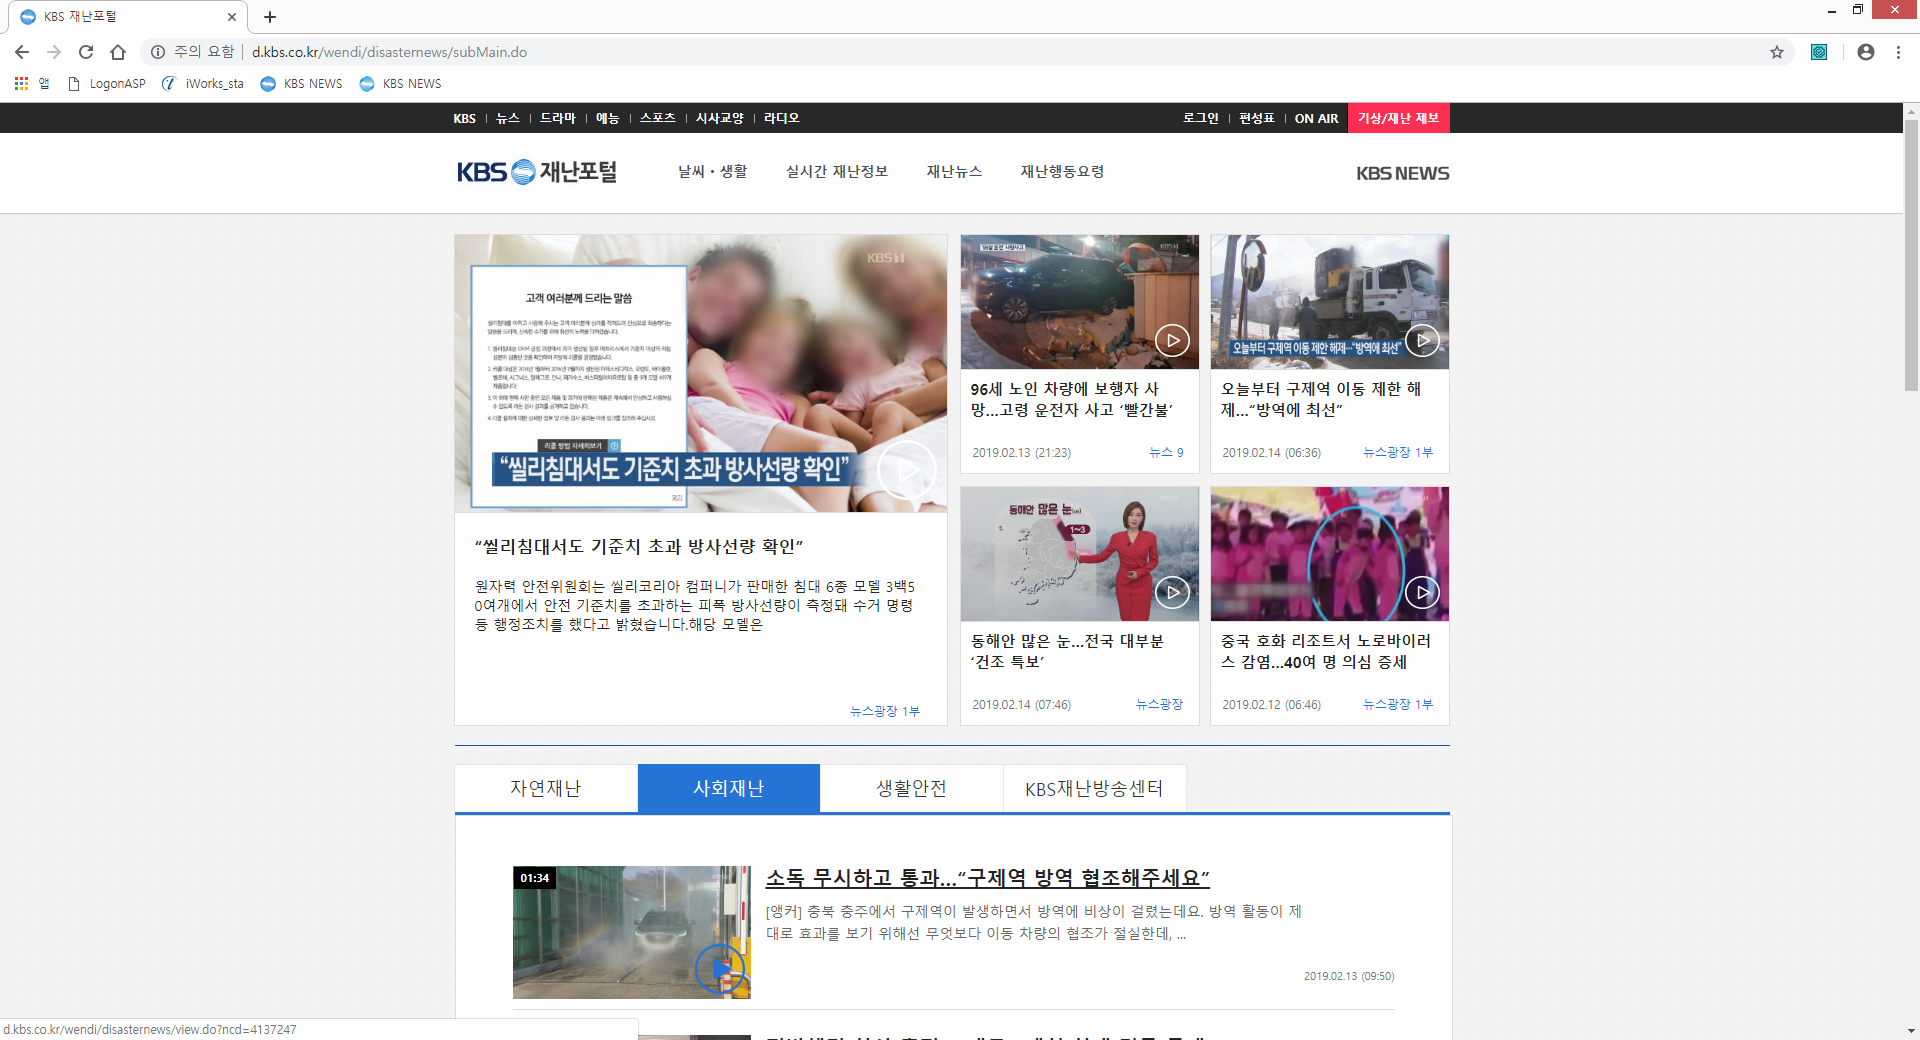 KBS 재난포털
주의 요함 d.kbs.co.kr/wendi/disasternews/subMain.do
앱 LogonASP iWorks_sta KBS NEWS KBS NEWS
KBS 뉴스 드라마 예능 스포츠 시사교양 라디오 로그인 편성표 ON AIR 기상/재난 제보
KBS 재난포털 날씨·생활 실시간 재난정보 재난뉴스 재난행동요령 KBS NEWS
KBS 1
고객 여러분께 드리는 말씀
리콜 방법 자세히보기
“씰리침대서도 기준치 초과 방사선량 확인”
닫기
“씰리침대서도 기준치 초과 방사선량 확인”
원자력 안전위원회는 씰리코리아 컴퍼니가 판매한 침대 6종 모델 3백5
0여개에서 안전 기준치를 초과하는 피폭 방사선량이 측정돼 수거 명령
등 행정조치를 했다고 밝혔습니다.해당 모델은
뉴스광장 1부
96세 노인 차량에 보행자 사
망...고령 운전자 사고 ‘빨간불’
2019.02.13 (21:23) 뉴스 9
오늘부터 구제역 이동 제한 해제…“방역에 최선”
오늘부터 구제역 이동 제한 해
제...“방역에 최선”
2019.02.14 (06:36) 뉴스광장 1부
동해안 많은 눈(cm)
1~3
동해안 많은 눈...전국 대부분
‘건조 특보’
2019.02.14 (07:46) 뉴스광장
중국 호화 리조트서 노로바이러
스 감염...40여 명 의심 증세
2019.02.12 (06:46) 뉴스광장 1부
자연재난 사회재난 생활안전 KBS재난방송센터
01:34
소독 무시하고 통과...“구제역 방역 협조해주세요”
[앵커] 충북 충주에서 구제역이 발생하면서 방역에 비상이 걸렸는데요. 방역 활동이 제
대로 효과를 보기 위해선 무엇보다 이동 차량의 협조가 절실한데, ...
2019.02.13 (09:50)
d.kbs.co.kr/wendi/disasternews/view.do?ncd=4137247